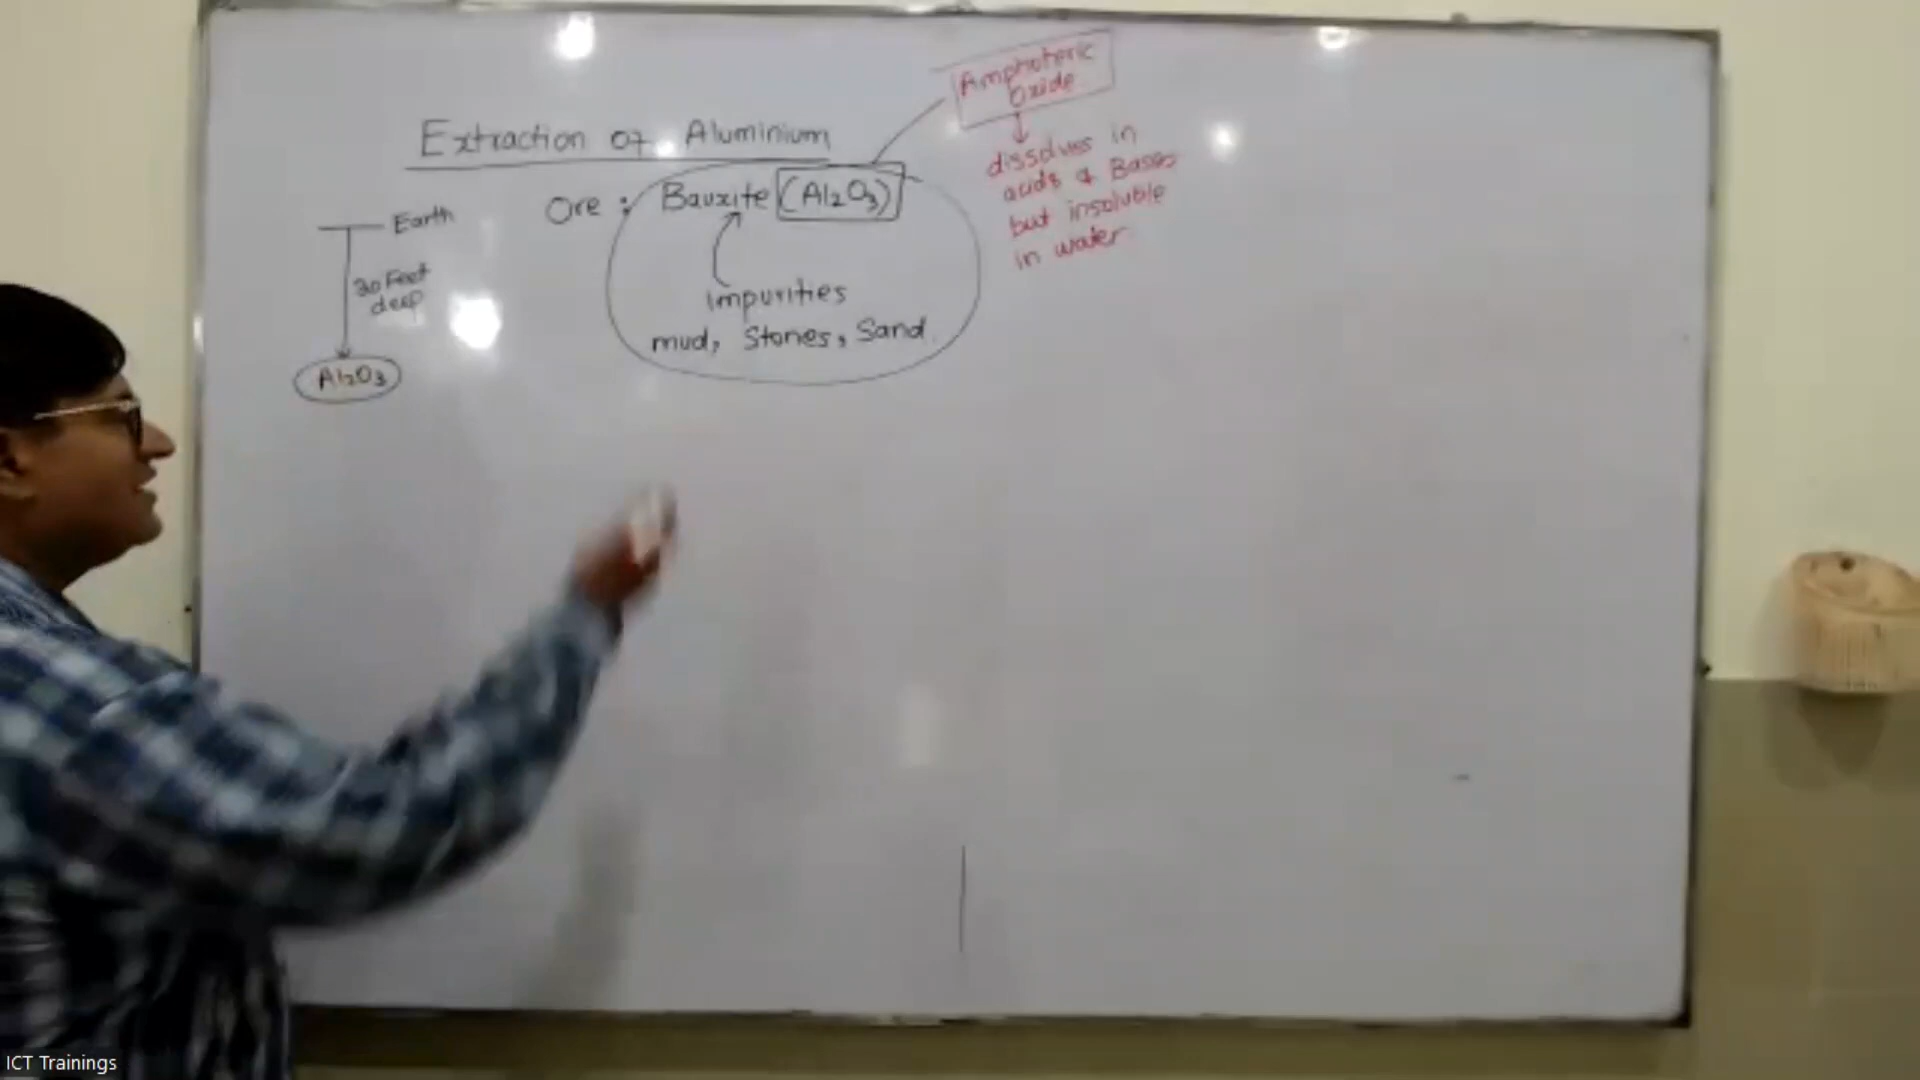 Amphoteric
Oxide
dissolves in
acids & Bases
but insoluble
in water
Extraction of Aluminium
Ore : Bauxite (Al2O3)
Impurities
mud, Stones, Sand
Earth
20 Feet
deep
Al2O3
ICT Trainings